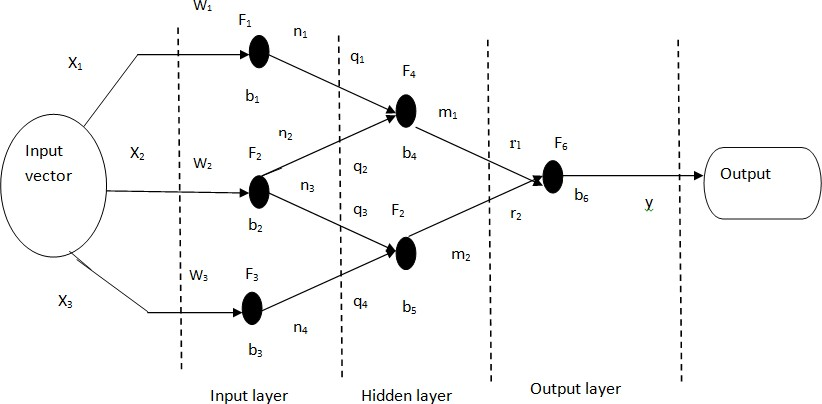 W₁
F₁
n₁
X₁
q₁
F₄
b₁
m₁
n₂
Input
vector
X₂
W₂
F₂
b₄
r₁
F₆
q₂
n₃
Output
b₂
q₃
F₂
b₆
y
r₂
W₃
F₃
m₂
X₃
q₄
b₅
n₄
b₃
Input layer
Hidden layer
Output layer